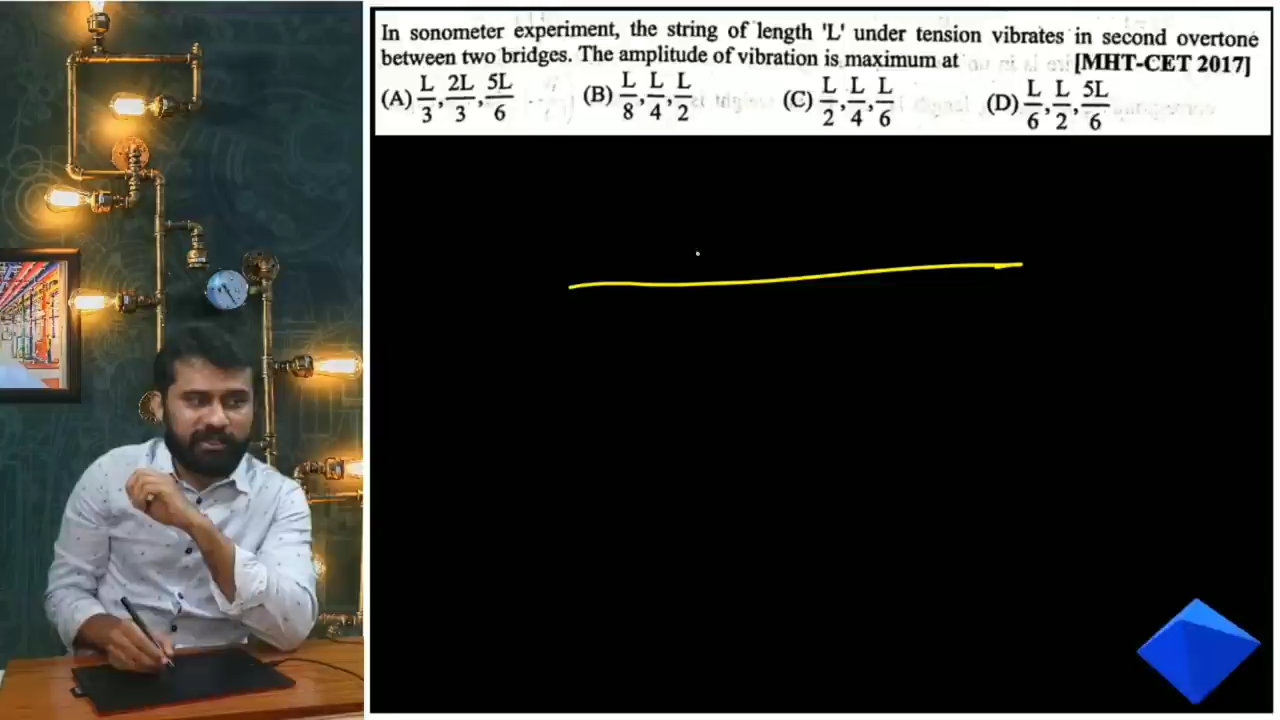 In sonometer experiment, the string of length 'L' under tension vibrates in second overtone
between two bridges. The amplitude of vibration is maximum at [MHT-CET 2017]
(A) L/3, 2L/3, 5L/6 (B) L/8, L/4, L/2 (C) L/2, L/4, L/6 (D) L/6, L/2, 5L/6